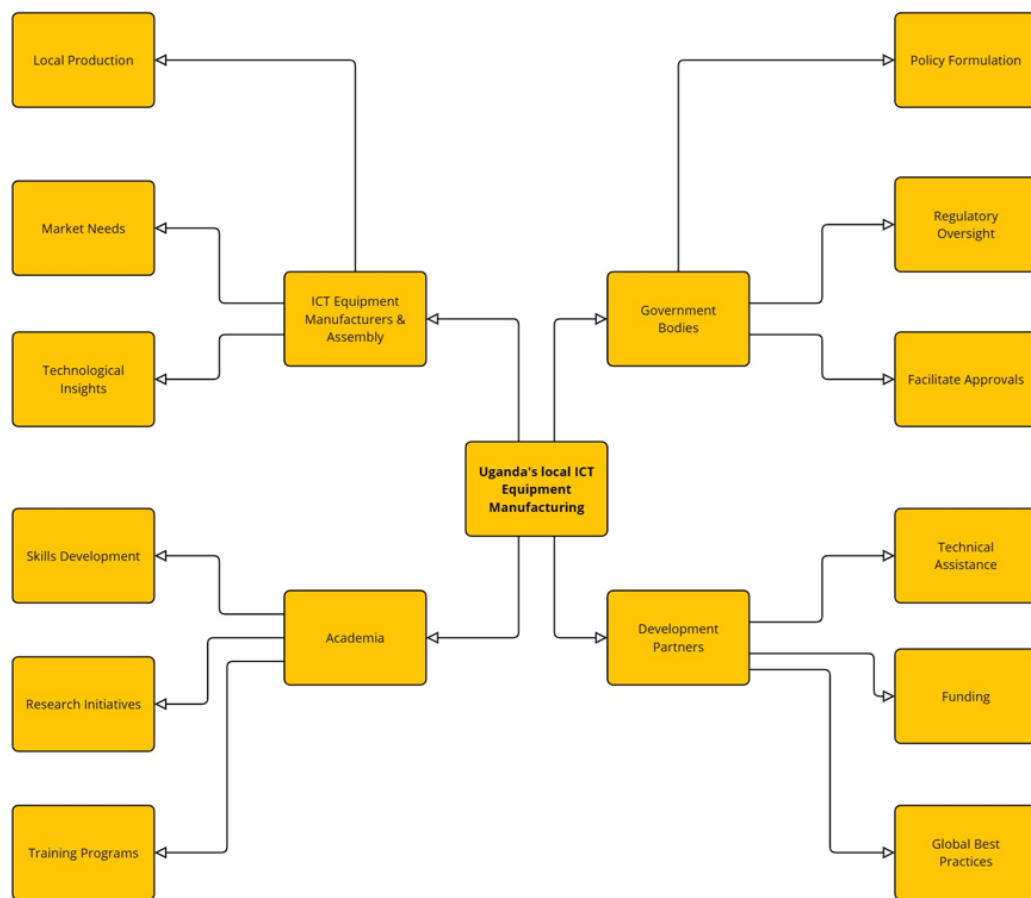 Local Production
Policy Formulation
Market Needs
Regulatory
Oversight
ICT Equipment
Manufacturers &
Assembly
Government
Bodies
Technological
Insights
Facilitate Approvals
Uganda's local ICT
Equipment
Manufacturing
Skills Development
Technical
Assistance
Academia
Development
Partners
Research Initiatives
Funding
Training Programs
Global Best
Practices